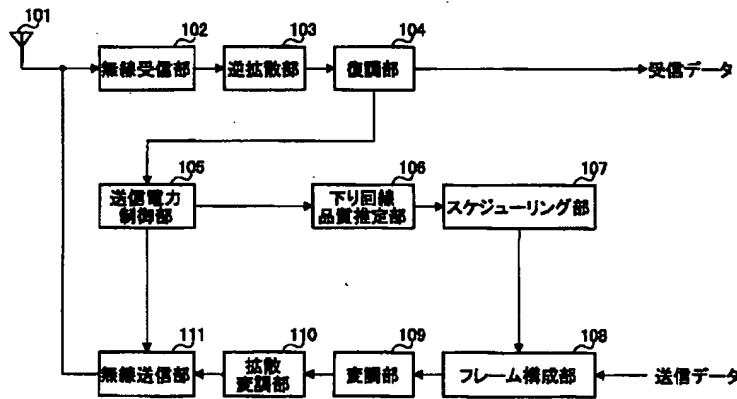 101
102
103
104
無線受信部
逆拡散部
復調部
受信データ
105
106
107
送信電力
制御部
下り回線
品質推定部
スケジューリング部
111
110
109
108
無線送信部
拡散
変調部
変調部
フレーム構成部
送信データ